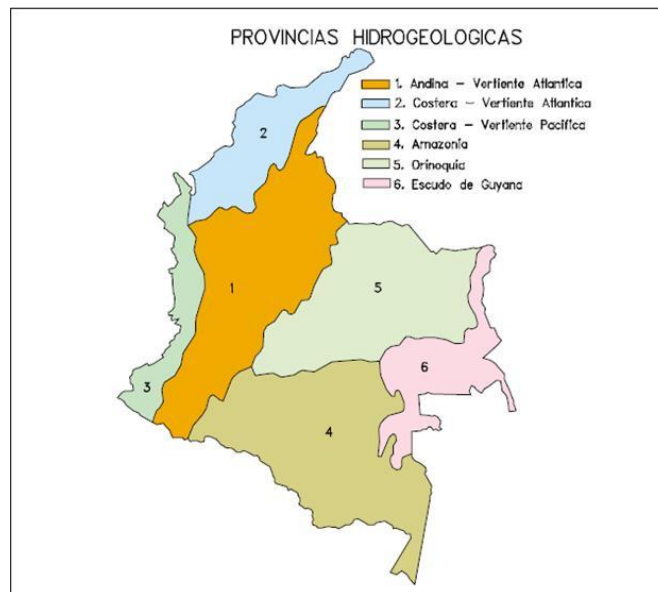 PROVINCIAS HIDROGEOLOGICAS
1. Andina – Vertiente Atlantica
2. Costera – Vertiente Atlantica
3. Costera – Vertiente Pacifica
4. Amazonia
5. Orinoquia
6. Escudo de Guyana
2
1
5
6
3
4